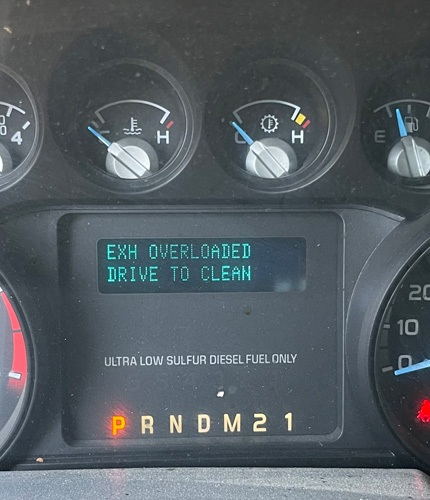 4
H
C H
E
EXH OVERLOADED
DRIVE TO CLEAN
20
10
0
ULTRA LOW SULFUR DIESEL FUEL ONLY
P R N D M 2 1